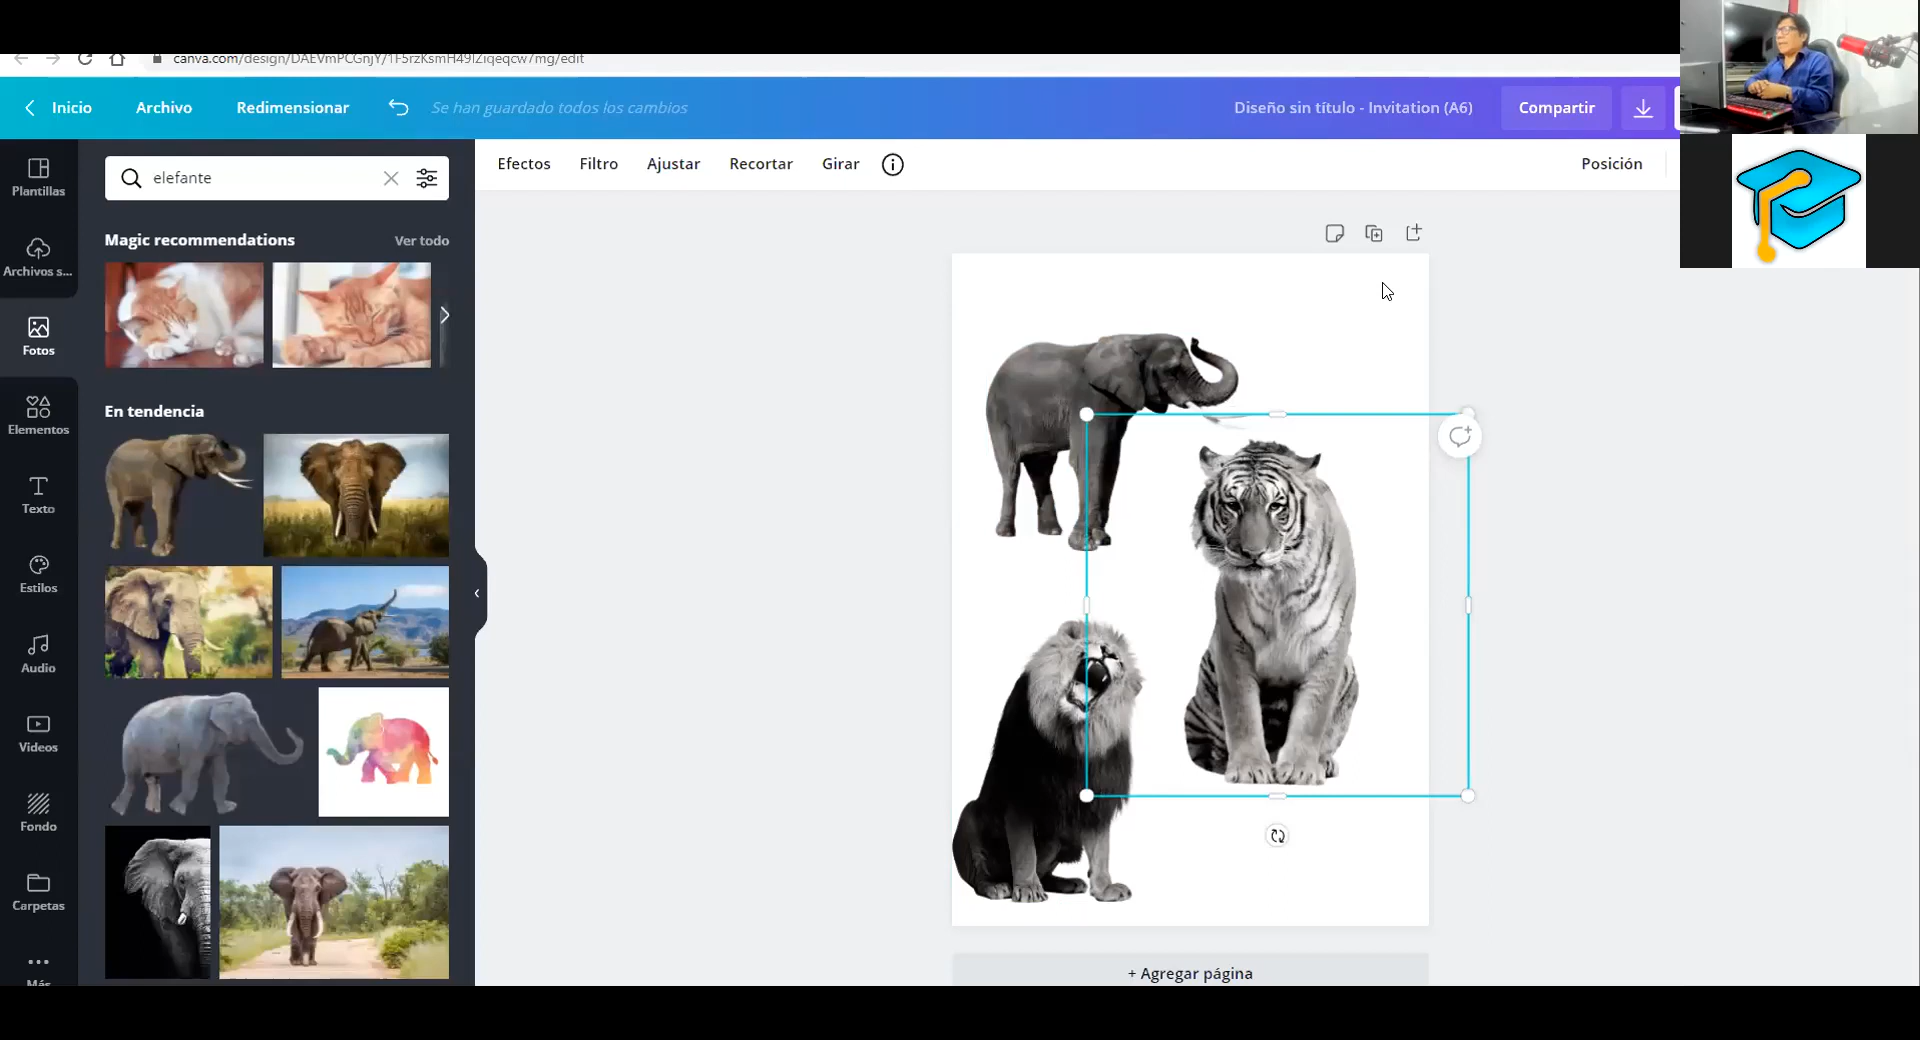 canva.com/design/DAEVmPCGnjY/1F5rzKsmH49lZiqeqcw7mg/edit
Inicio
Archivo
Redimensionar
Se han guardado todos los cambios
Diseño sin título - Invitation (A6)
Compartir
Plantillas
Archivos s...
Fotos
Elementos
Texto
Estilos
Audio
Videos
Fondo
Carpetas
Más
elefante
Magic recommendations
Ver todo
En tendencia
Efectos
Filtro
Ajustar
Recortar
Girar
Posición
+ Agregar página